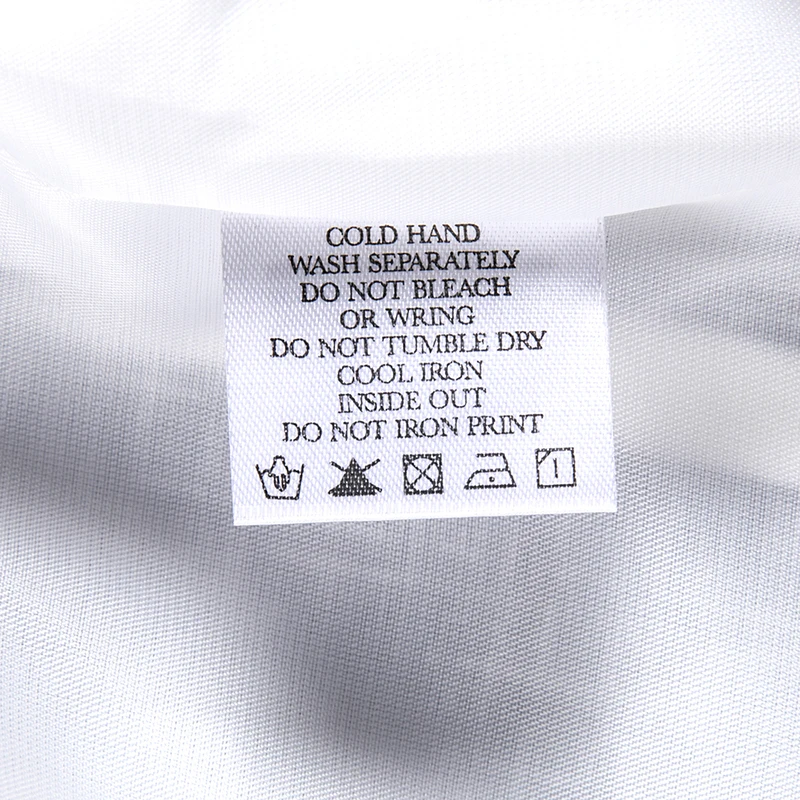 COLD HAND
WASH SEPARATELY
DO NOT BLEACH
OR WRING
DO NOT TUMBLE DRY
COOL IRON
INSIDE OUT
DO NOT IRON PRINT